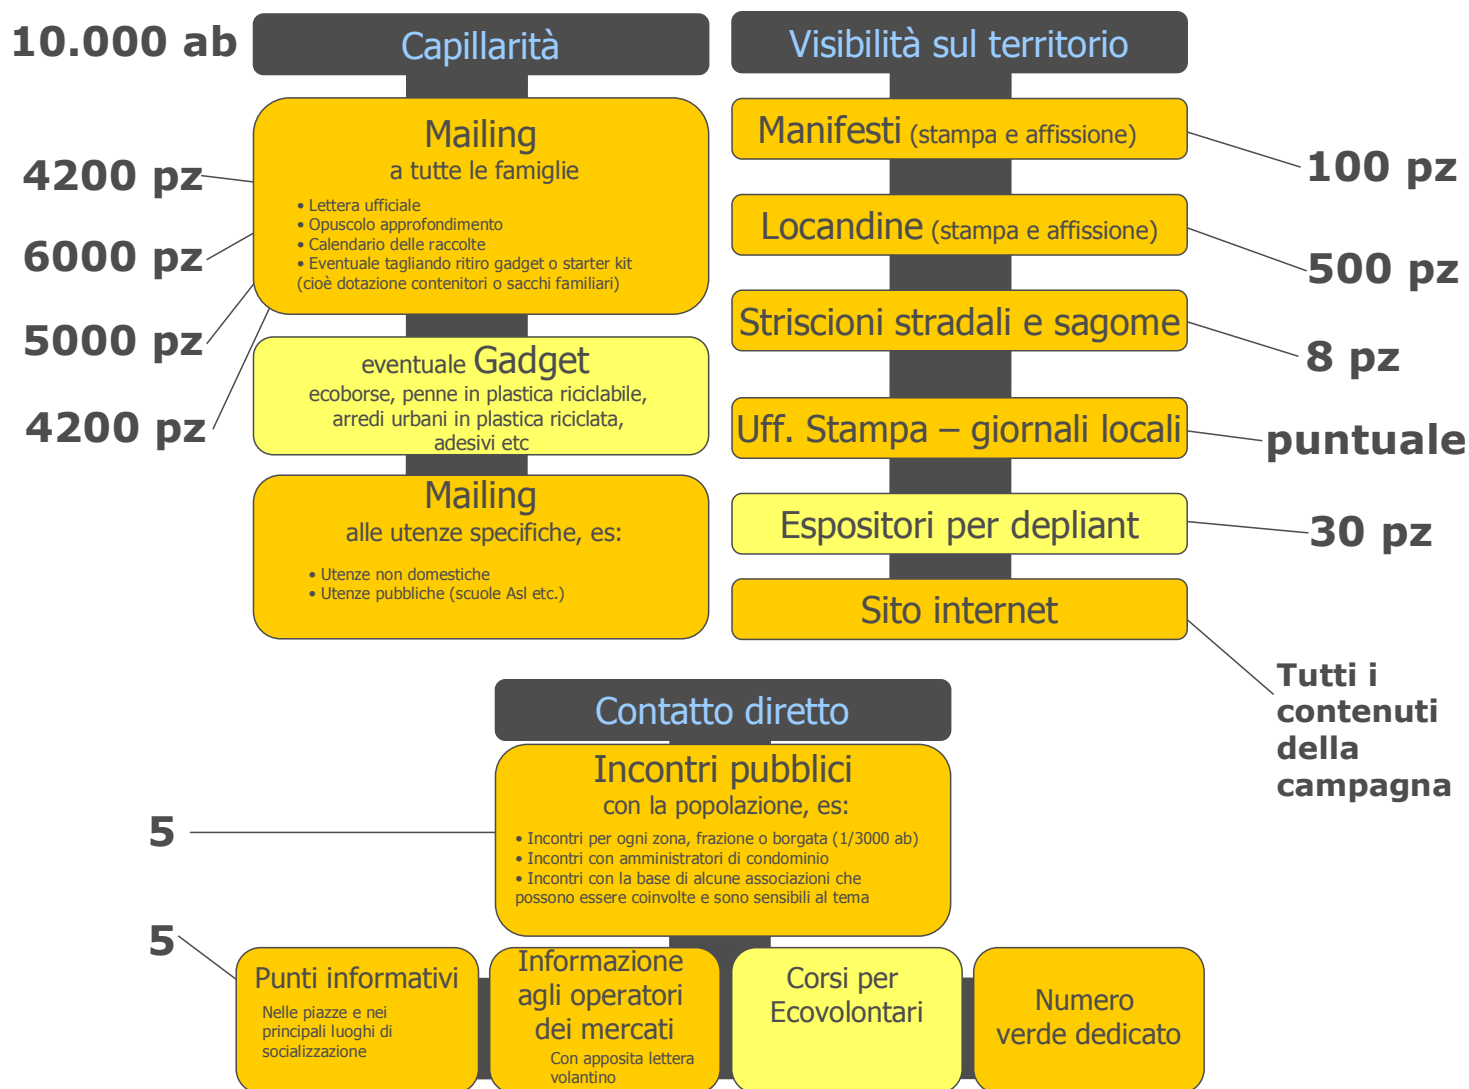 10.000 ab
Capillarità
Mailing
a tutte le famiglie
• Lettera ufficiale
• Opuscolo approfondimento
• Calendario delle raccolte
• Eventuale tagliando ritiro gadget o starter kit
(cioè dotazione contenitori o sacchi familiari)
4200 pz
6000 pz
5000 pz
4200 pz
eventuale Gadget
ecoborse, penne in plastica riciclabile,
arredi urbani in plastica riciclata,
adesivi etc
Mailing
alle utenze specifiche, es:
• Utenze non domestiche
• Utenze pubbliche (scuole Asl etc.)
Visibilità sul territorio
Manifesti (stampa e affissione)
100 pz
Locandine (stampa e affissione)
500 pz
Striscioni stradali e sagome
8 pz
Uff. Stampa – giornali locali
puntuale
Espositori per depliant
30 pz
Sito internet
Tutti i
contenuti
della
campagna
Contatto diretto
Incontri pubblici
con la popolazione, es:
• Incontri per ogni zona, frazione o borgata (1/3000 ab)
• Incontri con amministratori di condominio
• Incontri con la base di alcune associazioni che
possono essere coinvolte e sono sensibili al tema
5
5
Punti informativi
Nelle piazze e nei
principali luoghi di
socializzazione
Informazione
agli operatori
dei mercati
Con apposita lettera
volantino
Corsi per
Ecovolontari
Numero
verde dedicato